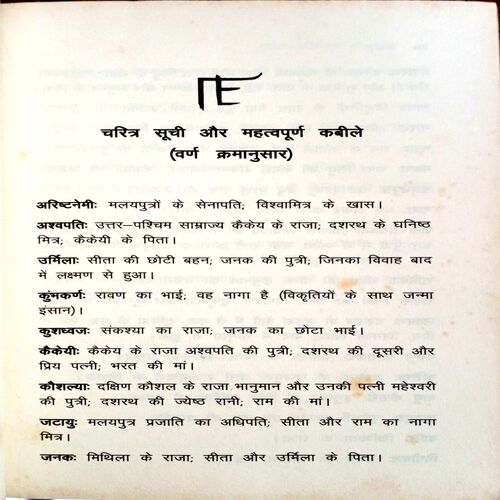 चरित्र सूची और महत्वपूर्ण कबीले
(वर्ण क्रमानुसार)
अरिष्टनेमीः मलयपुत्रों के सेनापति; विश्वामित्र के खास।
अश्वपतिः उत्तर–पश्चिम साम्राज्य कैकेय के राजा; दशरथ के घनिष्ठ
मित्र; कैकेयी के पिता।
उर्मिलाः सीता की छोटी बहन; जनक की पुत्री; जिनका विवाह बाद
में लक्ष्मण से हुआ।
कुंभकर्णः रावण का भाई; वह नागा है (विकृतियों के साथ जन्मा
इंसान)।
कुशध्वजः संकश्या का राजा; जनक का छोटा भाई।
कैकेयीः कैकेय के राजा अश्वपति की पुत्री; दशरथ की दूसरी और
प्रिय पत्नी; भरत की मां।
कौशल्याः दक्षिण कौशल के राजा भानुमान और उनकी पत्नी महेश्वरी
की पुत्री; दशरथ की ज्येष्ठ रानी; राम की मां।
जटायुः मलयपुत्र प्रजाति का अधिपति; सीता और राम का नागा
मित्र।
जनकः मिथिला के राजा; सीता और उर्मिला के पिता।